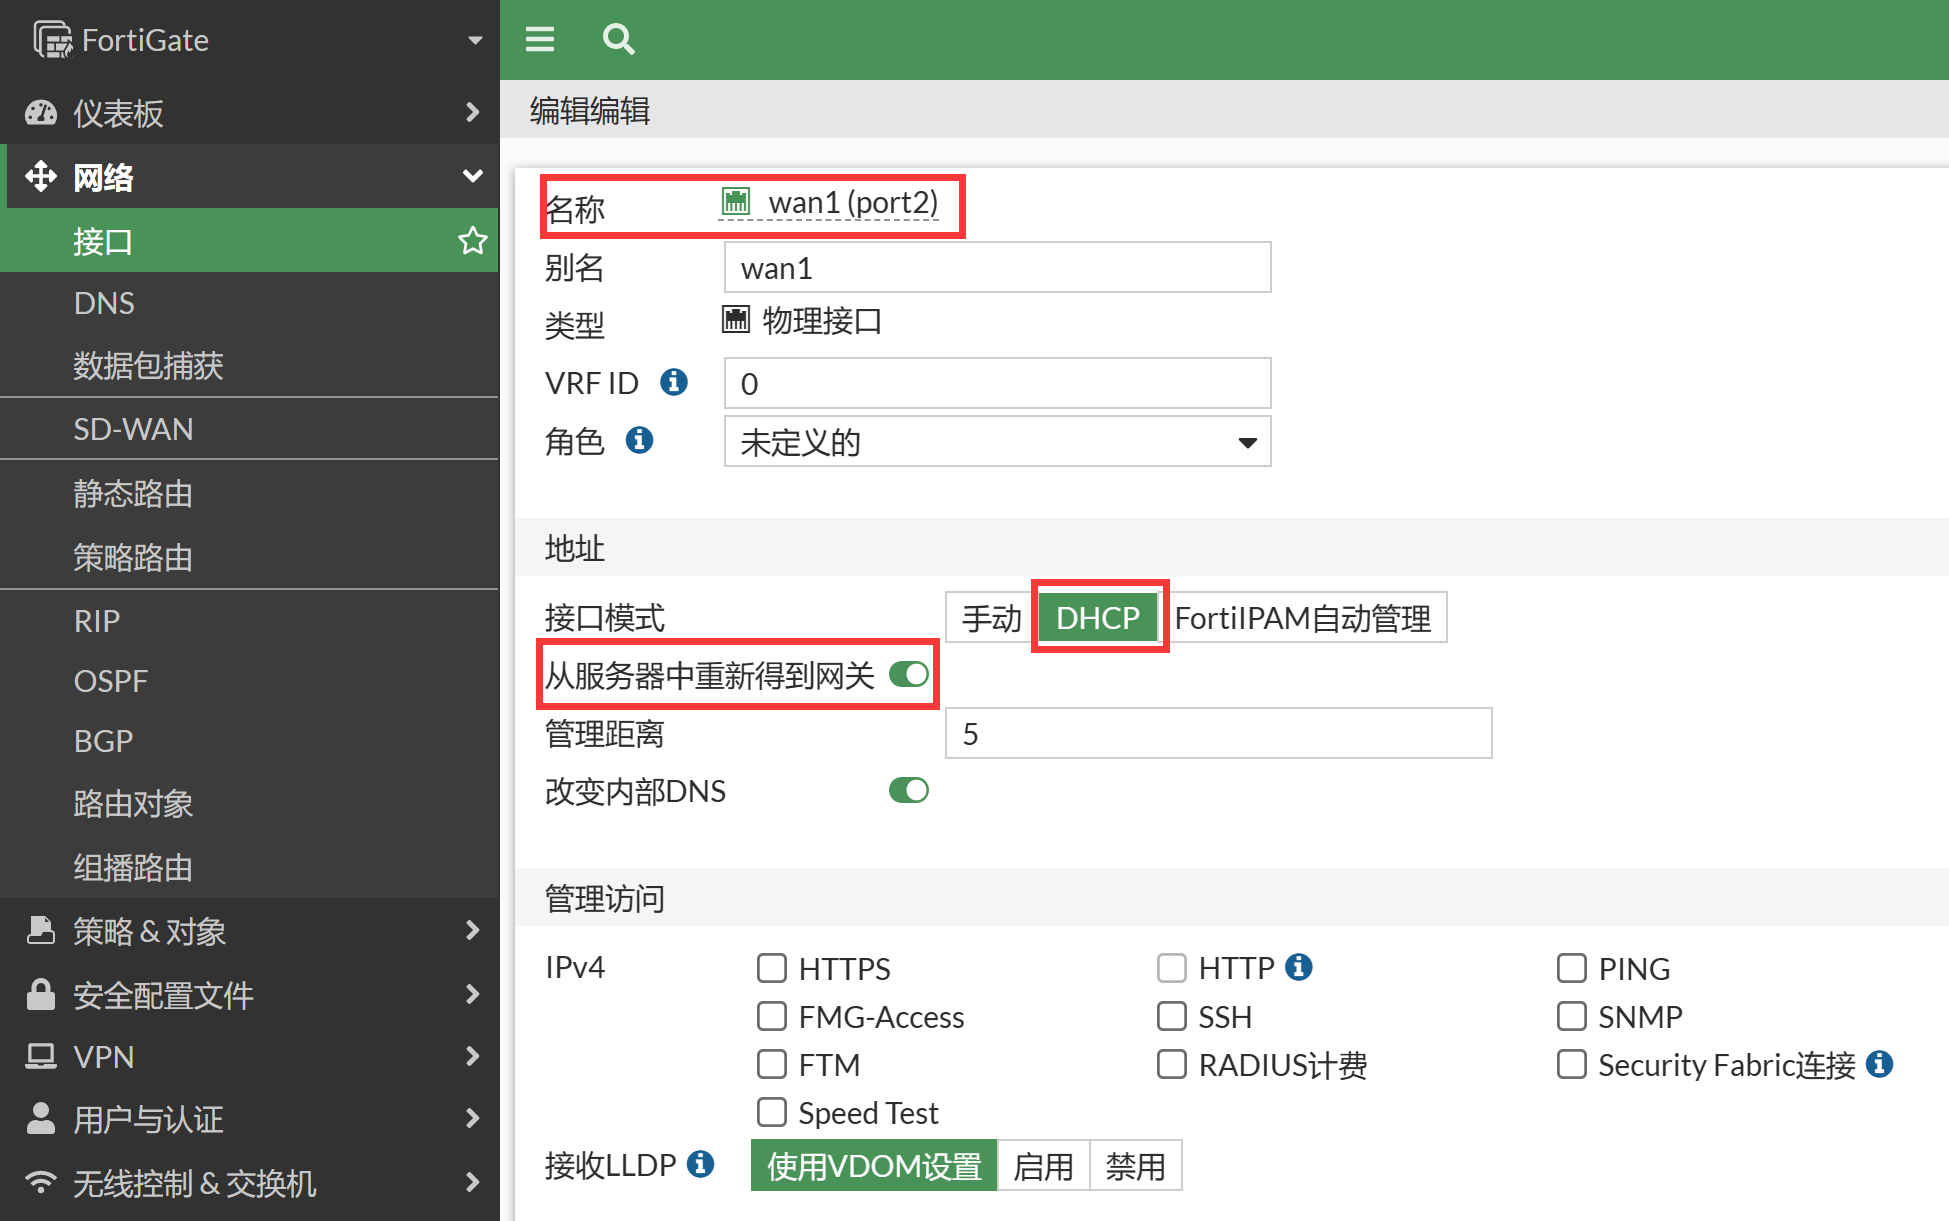 FortiGate
仪表板
网络
接口
DNS
数据包捕获
SD-WAN
静态路由
策略路由
RIP
OSPF
BGP
路由对象
组播路由
策略 & 对象
安全配置文件
VPN
用户与认证
无线控制 & 交换机
编辑编辑
名称 wan1 (port2)
别名 wan1
类型 物理接口
VRF ID 0
角色 未定义的
地址
接口模式 手动 DHCP FortiIPAM自动管理
从服务器中重新得到网关
管理距离 5
改变内部DNS
管理访问
IPv4 HTTPS HTTP PING
FMG-Access SSH SNMP
FTM RADIUS计费 Security Fabric连接
Speed Test
接收LLDP 使用VDOM设置 启用 禁用